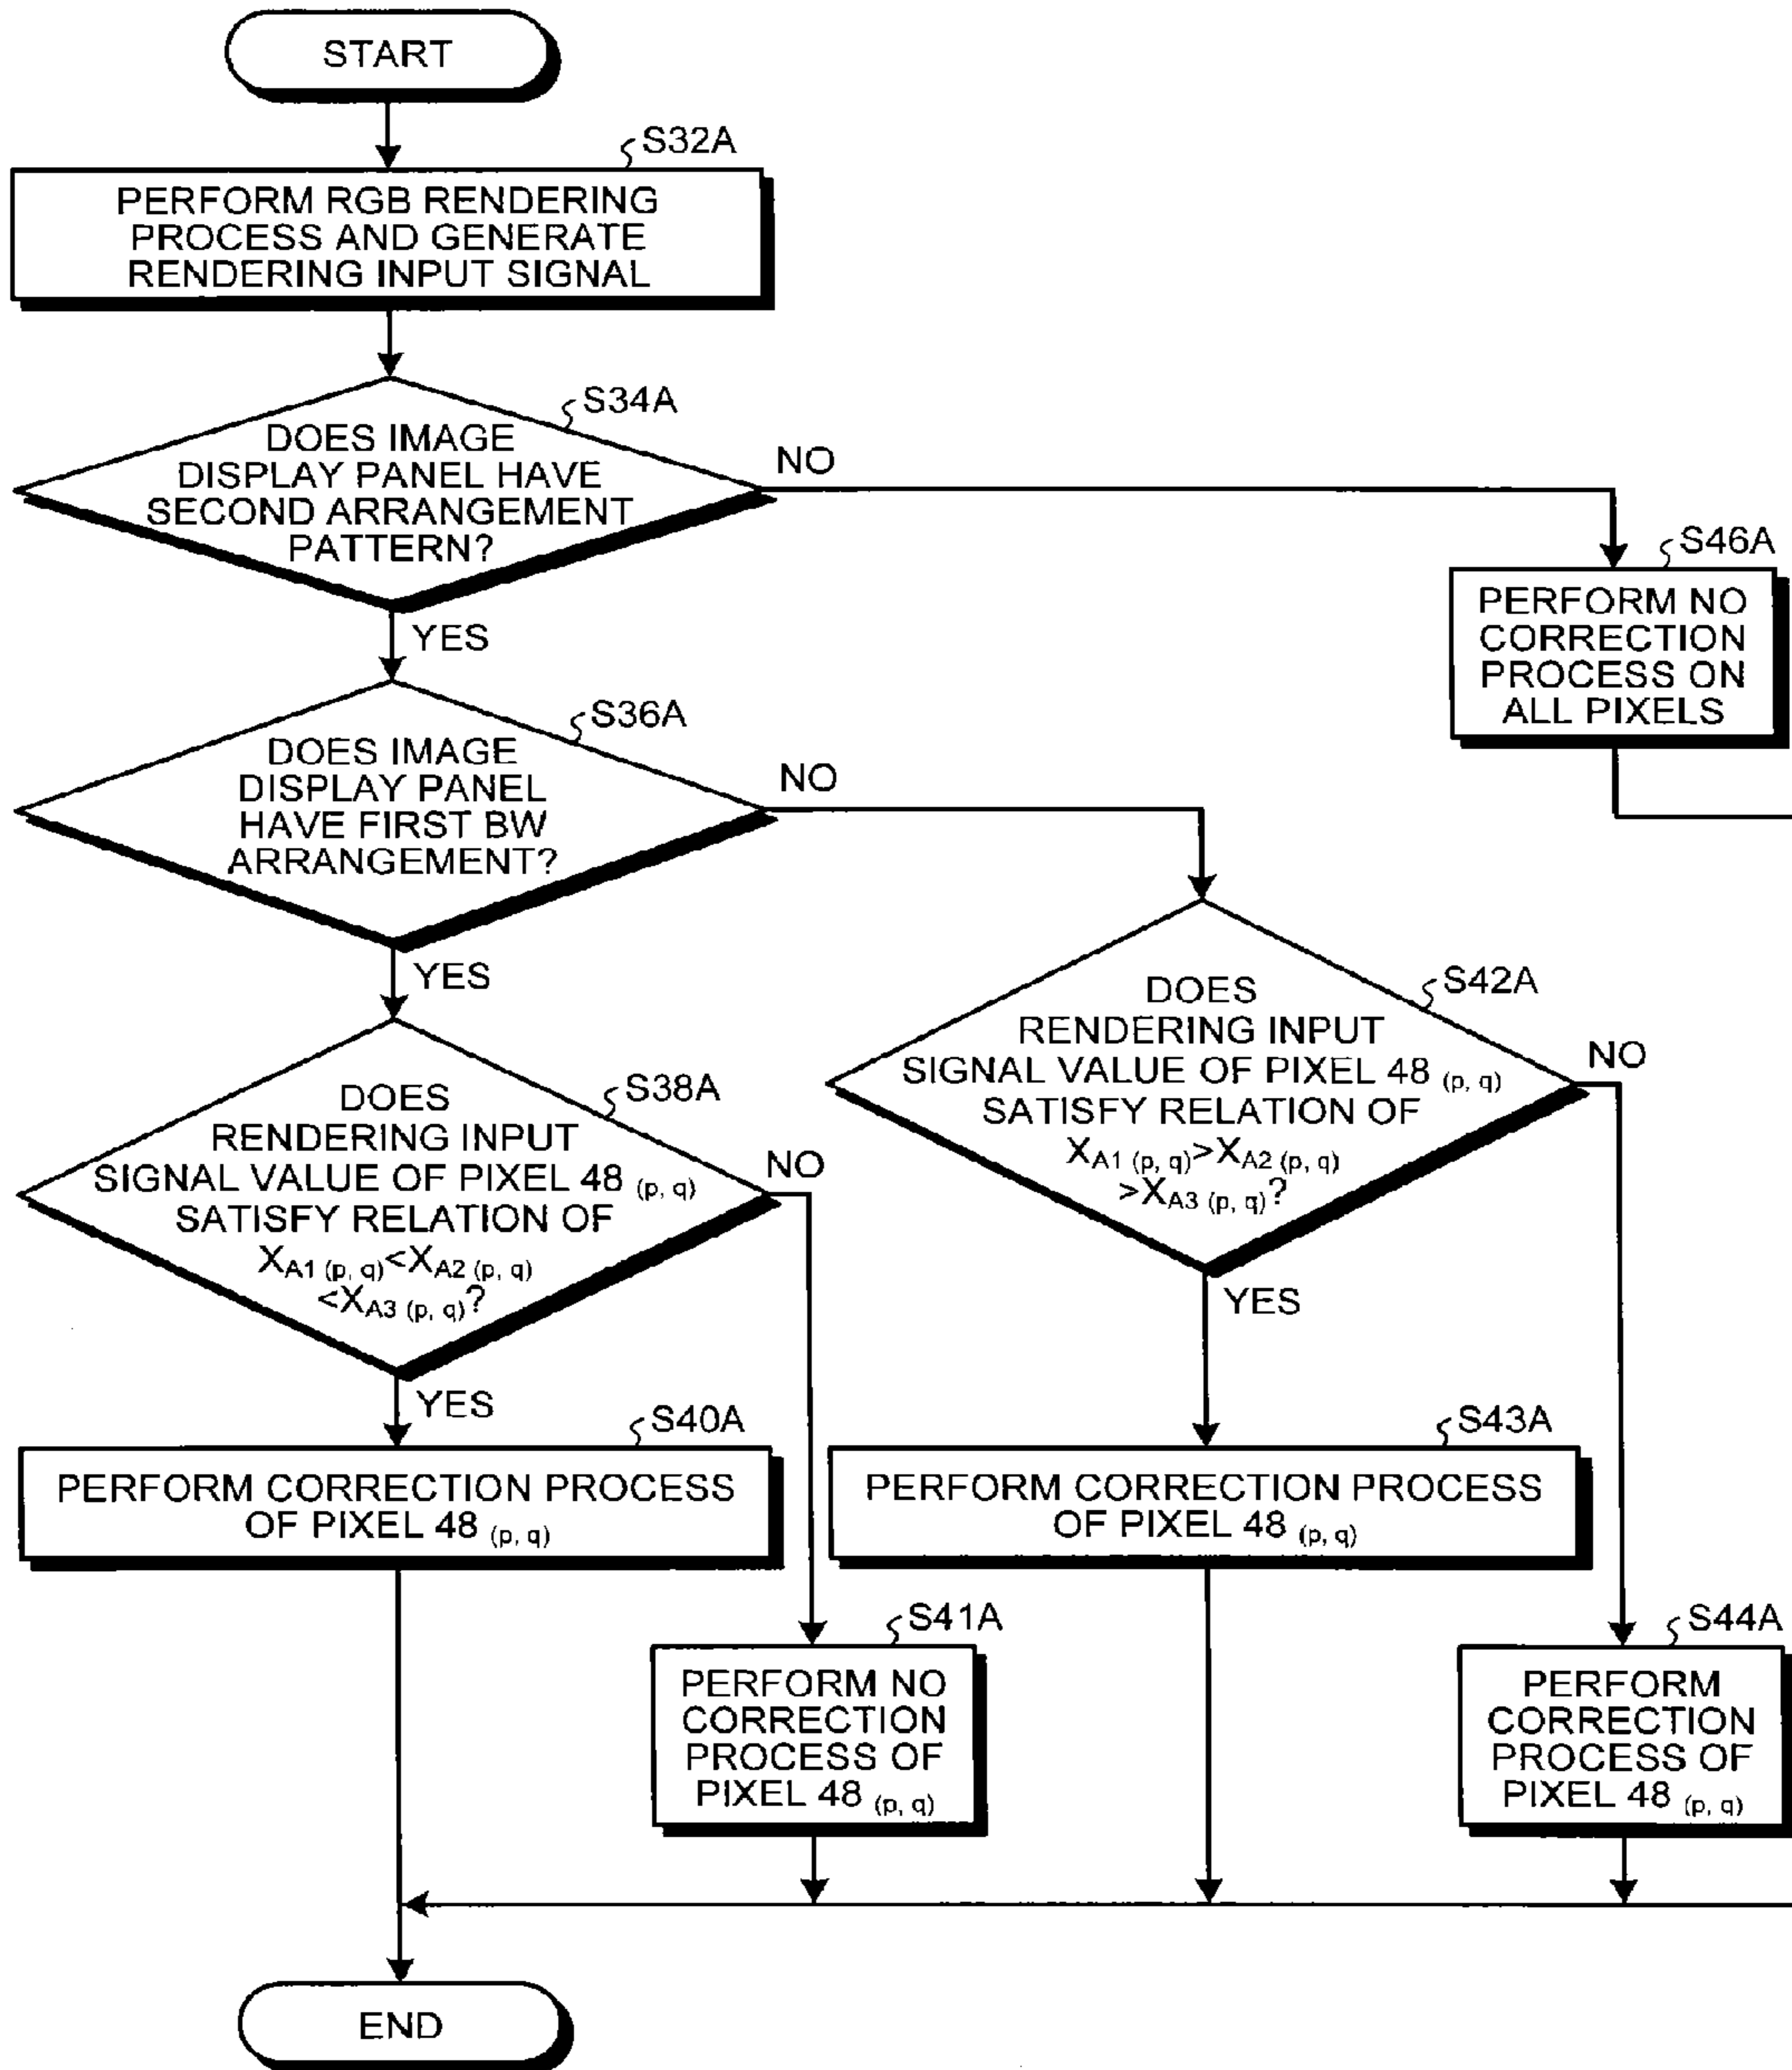 START
S32A
PERFORM RGB RENDERING
PROCESS AND GENERATE
RENDERING INPUT SIGNAL
S34A
DOES IMAGE
DISPLAY PANEL HAVE
SECOND ARRANGEMENT
PATTERN?
NO
YES
S46A
PERFORM NO
CORRECTION
PROCESS ON
ALL PIXELS
S36A
DOES IMAGE
DISPLAY PANEL
HAVE FIRST BW
ARRANGEMENT?
NO
YES
S42A
DOES
RENDERING INPUT
SIGNAL VALUE OF PIXEL 48 (p, q)
SATISFY RELATION OF
XA1 (p, q)>XA2 (p, q)
>XA3 (p, q)?
NO
YES
S38A
DOES
RENDERING INPUT
SIGNAL VALUE OF PIXEL 48 (p, q)
SATISFY RELATION OF
XA1 (p, q)<XA2 (p, q)
<XA3 (p, q)?
NO
YES
S40A
PERFORM CORRECTION PROCESS
OF PIXEL 48 (p, q)
S43A
PERFORM CORRECTION PROCESS
OF PIXEL 48 (p, q)
S41A
PERFORM NO
CORRECTION
PROCESS OF
PIXEL 48 (p, q)
S44A
PERFORM
CORRECTION
PROCESS OF
PIXEL 48 (p, q)
END